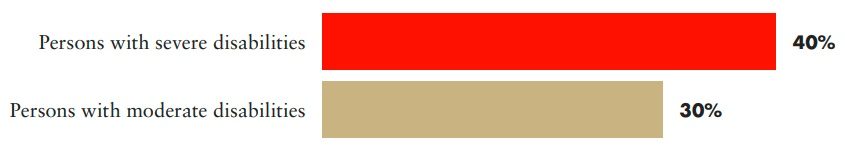 Persons with severe disabilities 40%
Persons with moderate disabilities 30%